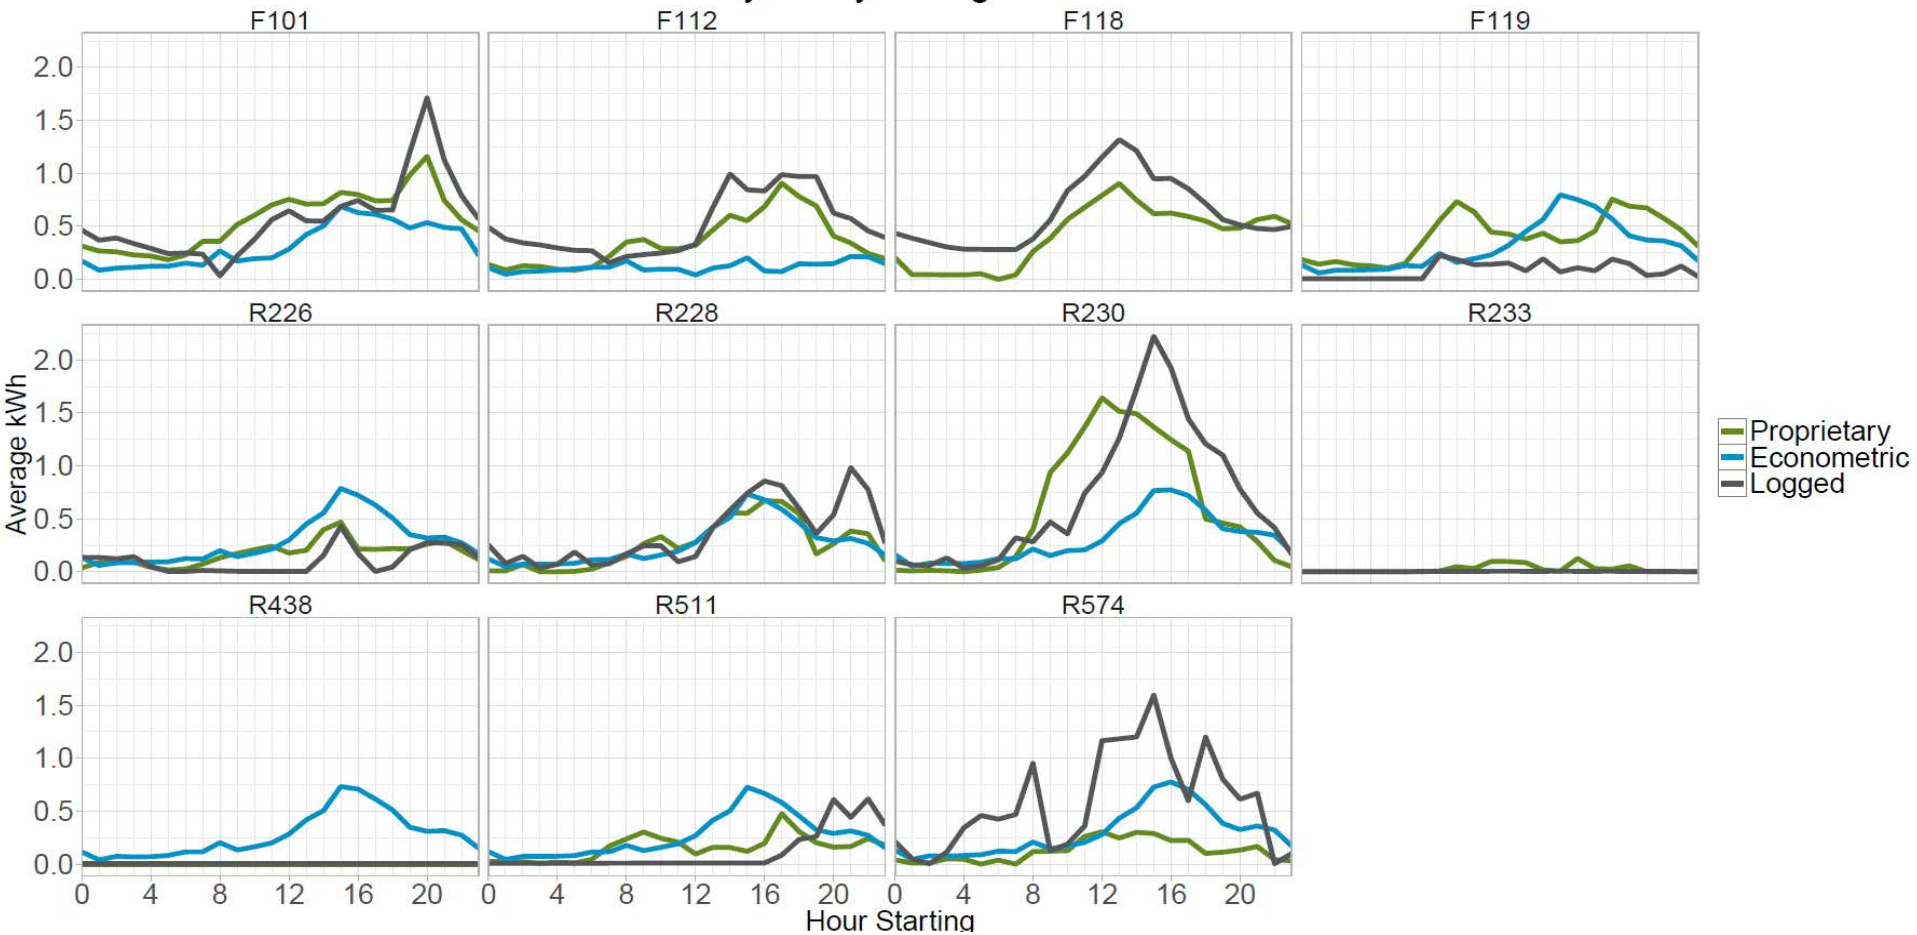 F101 F112 F118 F119
2.0
1.5
1.0
0.5
0.0
R226 R228 R230 R233
2.0
1.5
1.0
0.5
0.0
Average kWh
Proprietary
Econometric
Logged
R438 R511 R574
2.0
1.5
1.0
0.5
0.0
0 4 8 12 16 20 0 4 8 12 16 20 0 4 8 12 16 20
Hour Starting